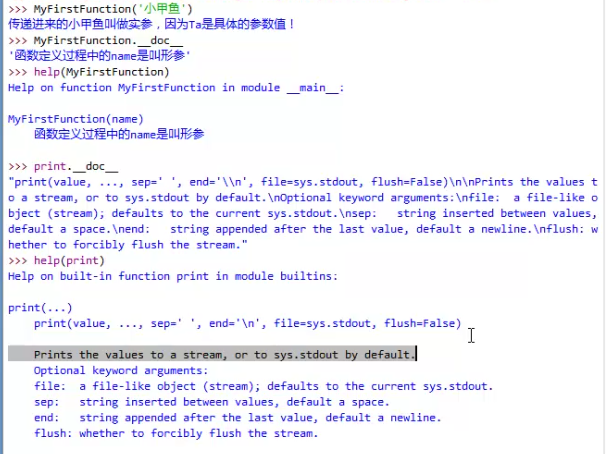 >>> MyFirstFunction('小甲鱼')
传递进来的小甲鱼叫做实参，因为Ta是具体的参数值！
>>> MyFirstFunction.__doc__
'函数定义过程中的name是叫形参'
>>> help(MyFirstFunction)
Help on function MyFirstFunction in module __main__:
MyFirstFunction(name)
    函数定义过程中的name是叫形参
>>> print.__doc__
"print(value, ..., sep=' ', end='\\n', file=sys.stdout, flush=False)\n\nPrints the values t
o a stream, or to sys.stdout by default.\nOptional keyword arguments:\nfile:  a file-like o
bject (stream); defaults to the current sys.stdout.\nsep:   string inserted between values,
default a space.\nend:   string appended after the last value, default a newline.\nflush: w
hether to forcibly flush the stream."
>>> help(print)
Help on built-in function print in module builtins:
print(...)
    print(value, ..., sep=' ', end='\n', file=sys.stdout, flush=False)
    Prints the values to a stream, or to sys.stdout by default.
    Optional keyword arguments:
    file:  a file-like object (stream); defaults to the current sys.stdout.
    sep:   string inserted between values, default a space.
    end:   string appended after the last value, default a newline.
    flush: whether to forcibly flush the stream.